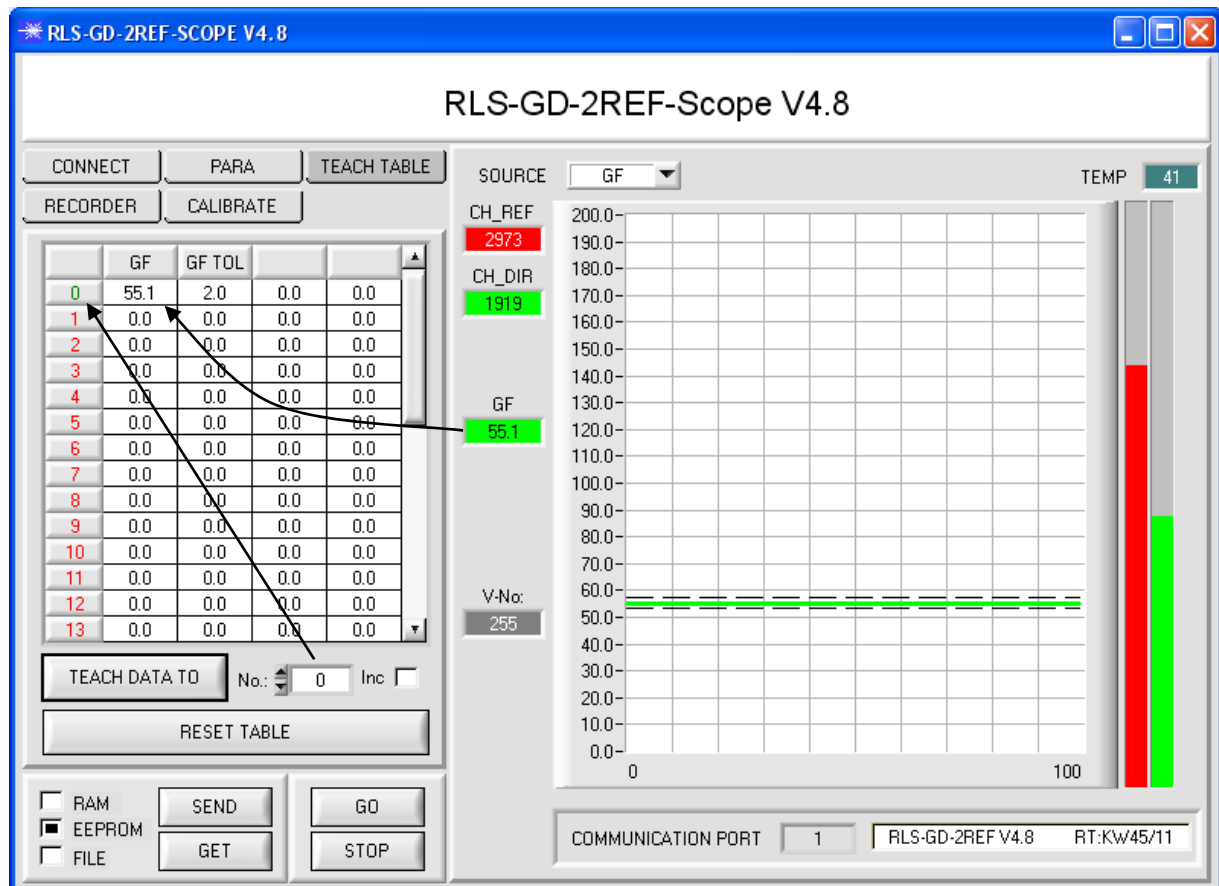 RLS-GD-2REF-SCOPE V4.8
RLS-GD-2REF-Scope V4.8
CONNECT PARA TEACH TABLE
RECORDER CALIBRATE
GF GF TOL
0 55.1 2.0 0.0 0.0
1 0.0 0.0 0.0 0.0
2 0.0 0.0 0.0 0.0
3 0.0 0.0 0.0 0.0
4 0.0 0.0 0.0 0.0
5 0.0 0.0 0.0 0.0
6 0.0 0.0 0.0 0.0
7 0.0 0.0 0.0 0.0
8 0.0 0.0 0.0 0.0
9 0.0 0.0 0.0 0.0
10 0.0 0.0 0.0 0.0
11 0.0 0.0 0.0 0.0
12 0.0 0.0 0.0 0.0
13 0.0 0.0 0.0 0.0
TEACH DATA TO No.: 0 Inc
RESET TABLE
RAM
EEPROM
FILE
SEND
GET
GO
STOP
SOURCE GF
TEMP 41
CH_REF
2973
CH_DIR
1919
GF
55.1
V-No:
255
200.0
190.0
180.0
170.0
160.0
150.0
140.0
130.0
120.0
110.0
100.0
90.0
80.0
70.0
60.0
50.0
40.0
30.0
20.0
10.0
0.0
0 100
COMMUNICATION PORT 1 RLS-GD-2REF V4.8 RT:KW45/11